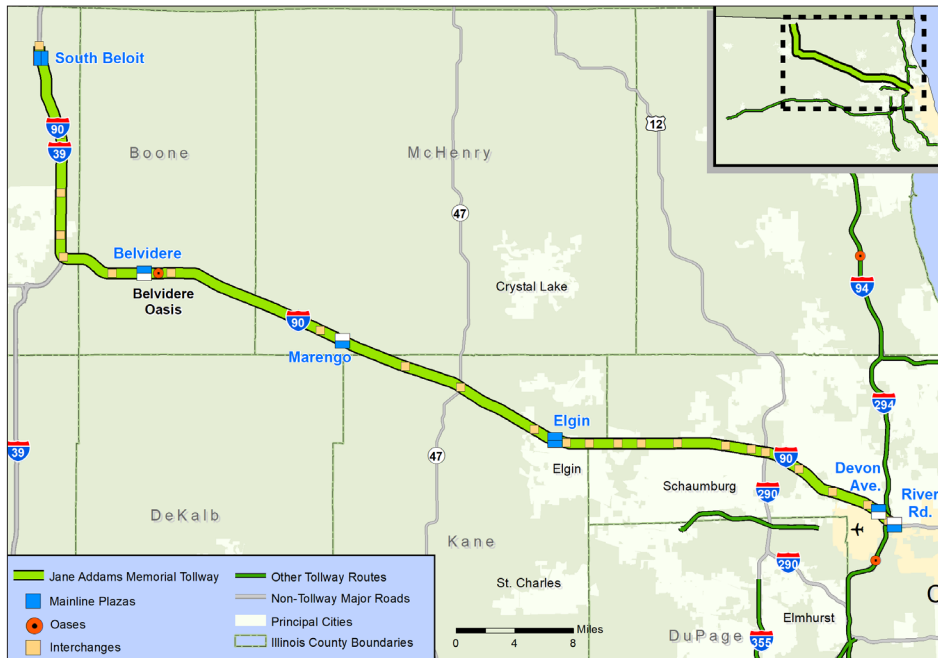 South Beloit
90
39
Boone
McHenry
12
47
Belvidere
Belvidere
Oasis
Crystal Lake
94
90
Marengo
294
Elgin
Elgin
90
39
47
Devon
Ave.
River
Rd.
Schaumburg
290
DeKalb
Kane
290
St. Charles
Elmhurst
DuPage
355
C
Jane Addams Memorial Tollway
Mainline Plazas
Oases
Interchanges
Other Tollway Routes
Non-Tollway Major Roads
Principal Cities
Illinois County Boundaries
Miles
0 4 8